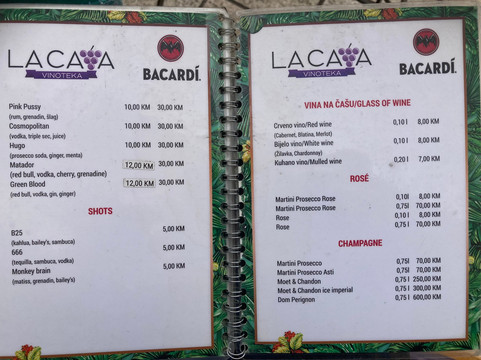 LACAVA
VINOTEKA
BACARDÍ.
Pink Pussy 10,00 KM 30,00 KM
(rum, grenadin, šlag)
Cosmopolitan 10,00 KM 30,00 KM
(vodka, triple sec, juice)
Hugo 10,00 KM 30,00 KM
(prosecco soda, ginger, menta)
Matador 12,00 KM 30,00 KM
(red bull, vodka, cherry, grenadine)
Green Blood 12,00 KM 30,00 KM
(red bull, vodka, gin, ginger)
SHOTS
B25 5,00 KM
(kahlua, bailey's, sambuca)
666 5,00 KM
(tequilla, sambuca, vodka)
Monkey brain 5,00 KM
(matiss, grenadin, bailey's)
LACAVA
VINOTEKA
BACARDÍ.
VINA NA ČAŠU/GLASS OF WINE
Crveno vino/Red wine 0,10 l 8,00 KM
(Cabernet, Blatina, Merlot)
Bijelo vino/White wine 0,10 l 8,00 KM
(Žilavka, Chardonnay)
Kuhano vino/Mulled wine 0,20 l 7,00 KM
ROSÉ
Martini Prosecco Rose 0,10l 8,00 KM
Martini Prosecco Rose 0,75l 70,00 KM
Rose 0,10 l 8,00 KM
Rose 0,75 l 70,00 KM
CHAMPAGNE
Martini Prosecco 0,75 l 70,00 KM
Martini Prosecco Asti 0,75l 70,00 KM
Moet & Chandon 0,75 l 250,00 KM
Moet & Chandon ice imperial 0,75 l 300,00 KM
Dom Perignon 0,75 l 600,00 KM